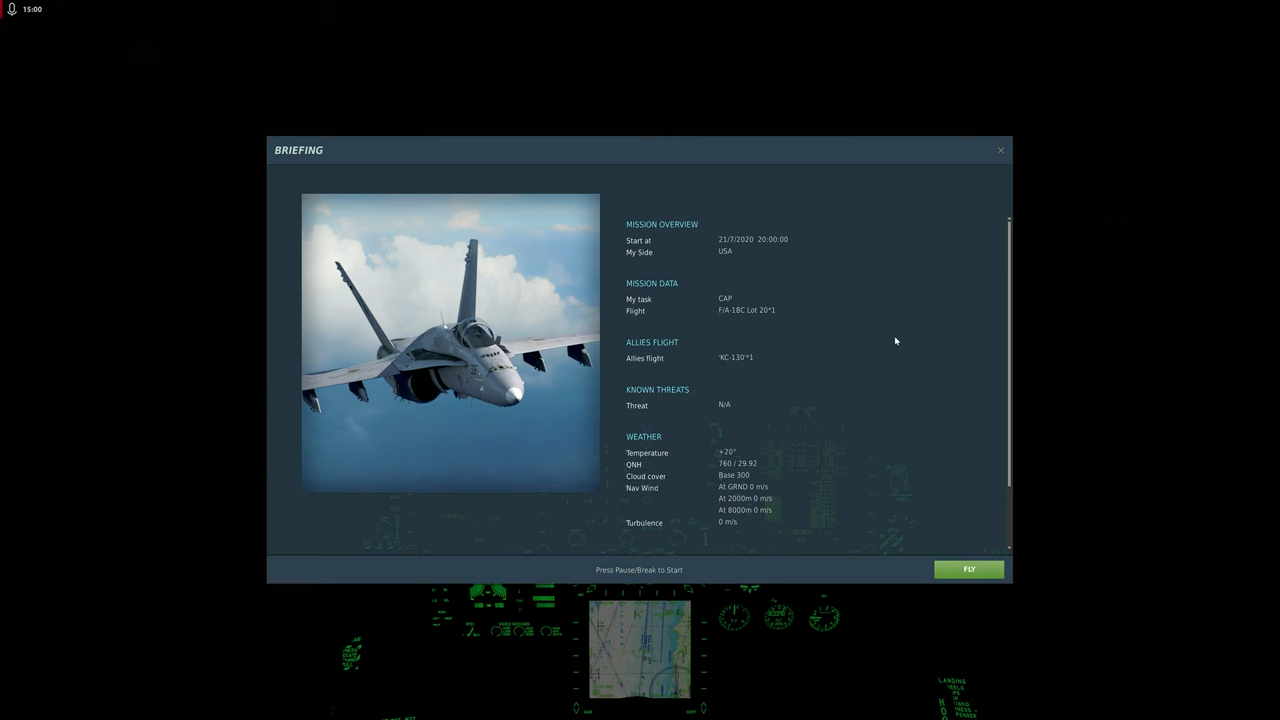 15:00
BRIEFING
MISSION OVERVIEW
Start at 21/7/2020 20:00:00
My Side USA
MISSION DATA
My task CAP
Flight F/A-18C Lot 20*1
ALLIES FLIGHT
Allies flight 'KC-130'*1
KNOWN THREATS
Threat N/A
WEATHER
Temperature +20°
QNH 760 / 29.92
Cloud cover Base 300
Nav Wind At GRND 0 m/s
At 2000m 0 m/s
At 8000m 0 m/s
Turbulence 0 m/s
Press Pause/Break to Start
FLY
LANDING